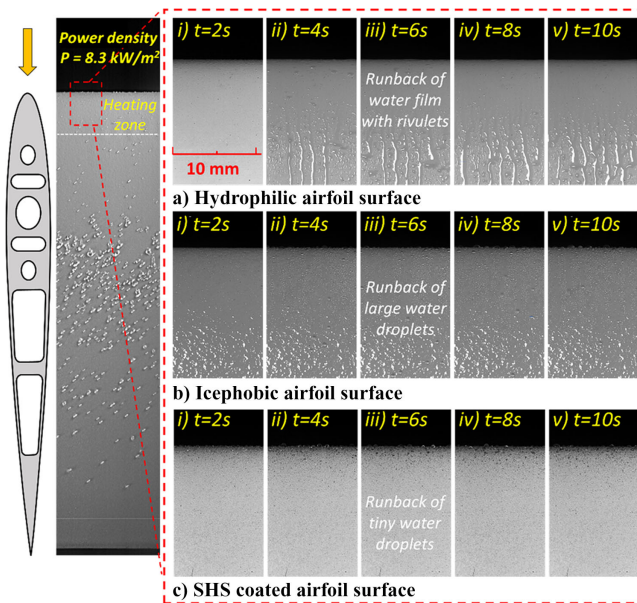 Power density
P = 8.3 kW/m²
Heating
zone
i) t=2s
ii) t=4s
iii) t=6s
iv) t=8s
v) t=10s
10 mm
Runback of
water film
with rivulets
a) Hydrophilic airfoil surface
i) t=2s
ii) t=4s
iii) t=6s
iv) t=8s
v) t=10s
Runback of
large water
droplets
b) Icephobic airfoil surface
i) t=2s
ii) t=4s
iii) t=6s
iv) t=8s
v) t=10s
Runback of
tiny water
droplets
c) SHS coated airfoil surface